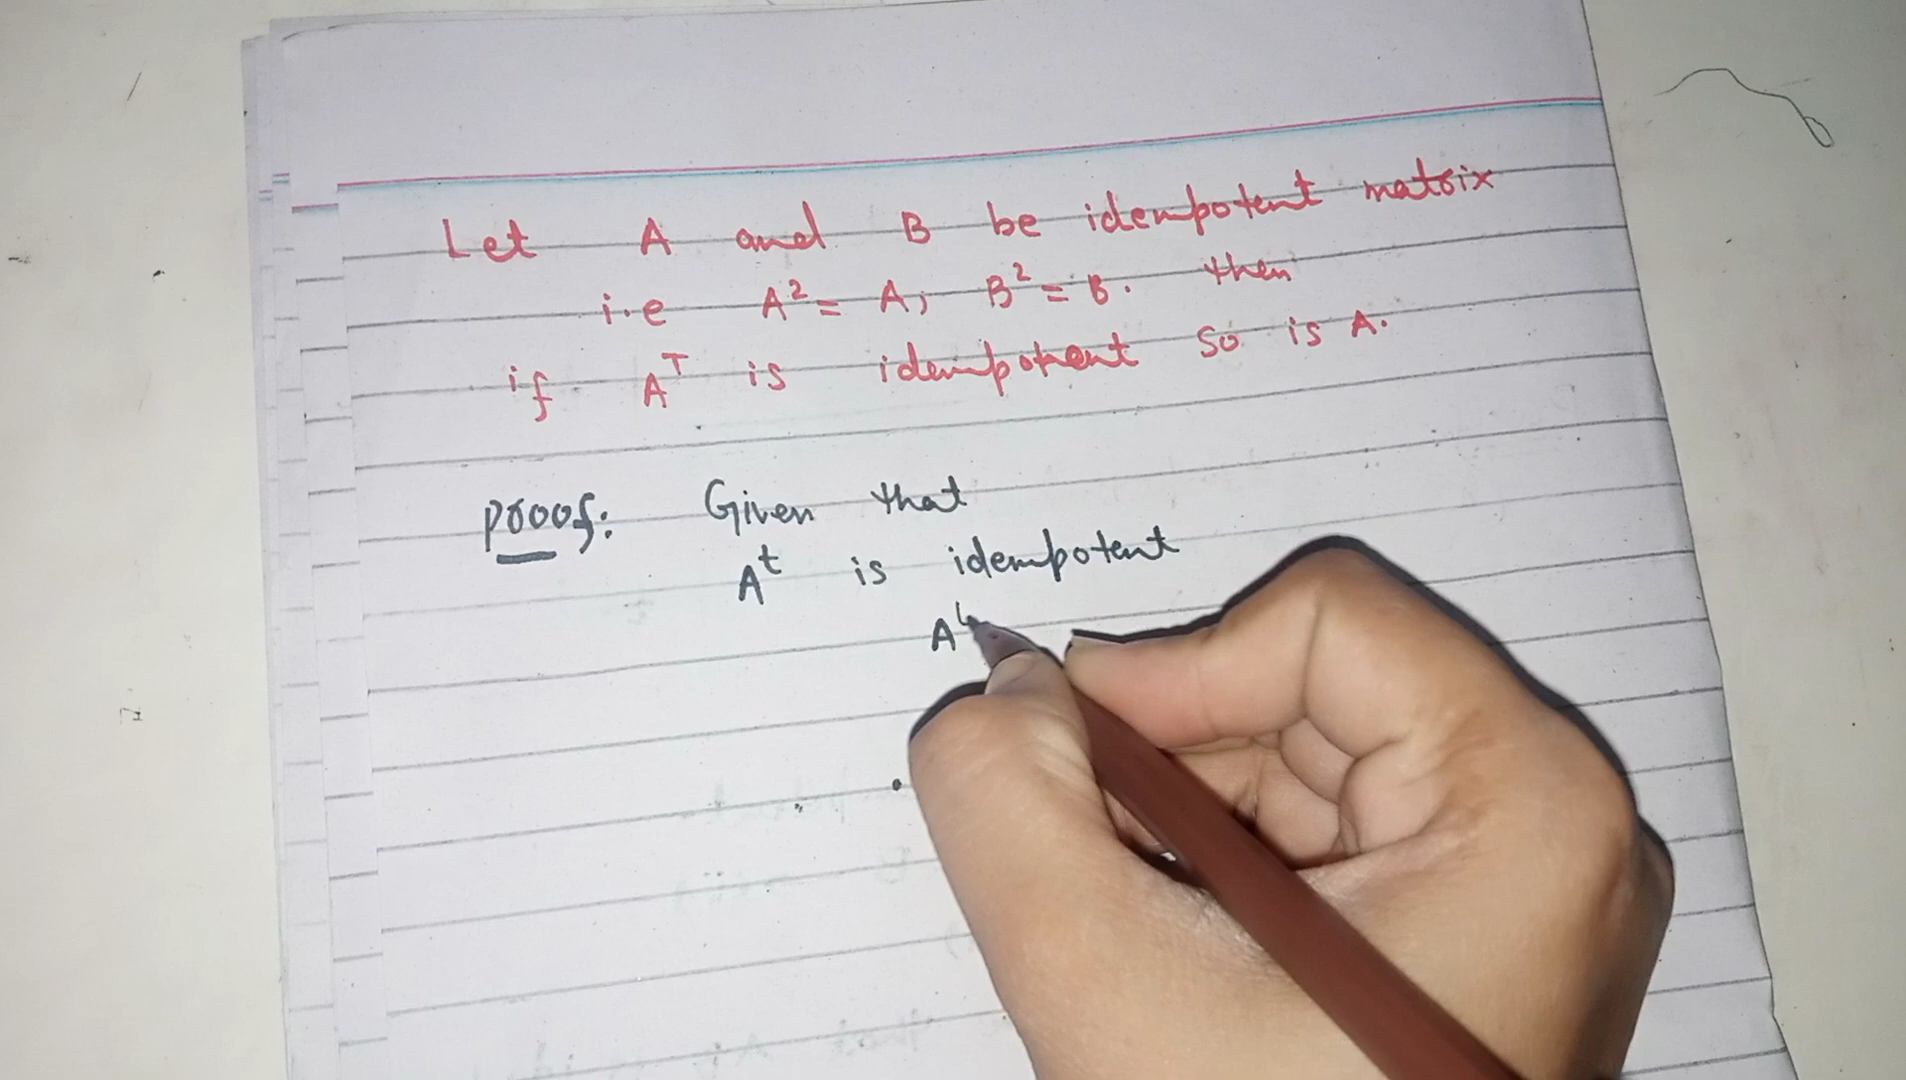 Let A and B be idempotent matrix
i.e A² = A, B² = B. then
if Aᵀ is idempotent so is A.
proof: Given that
Aᵗ is idempotent
A